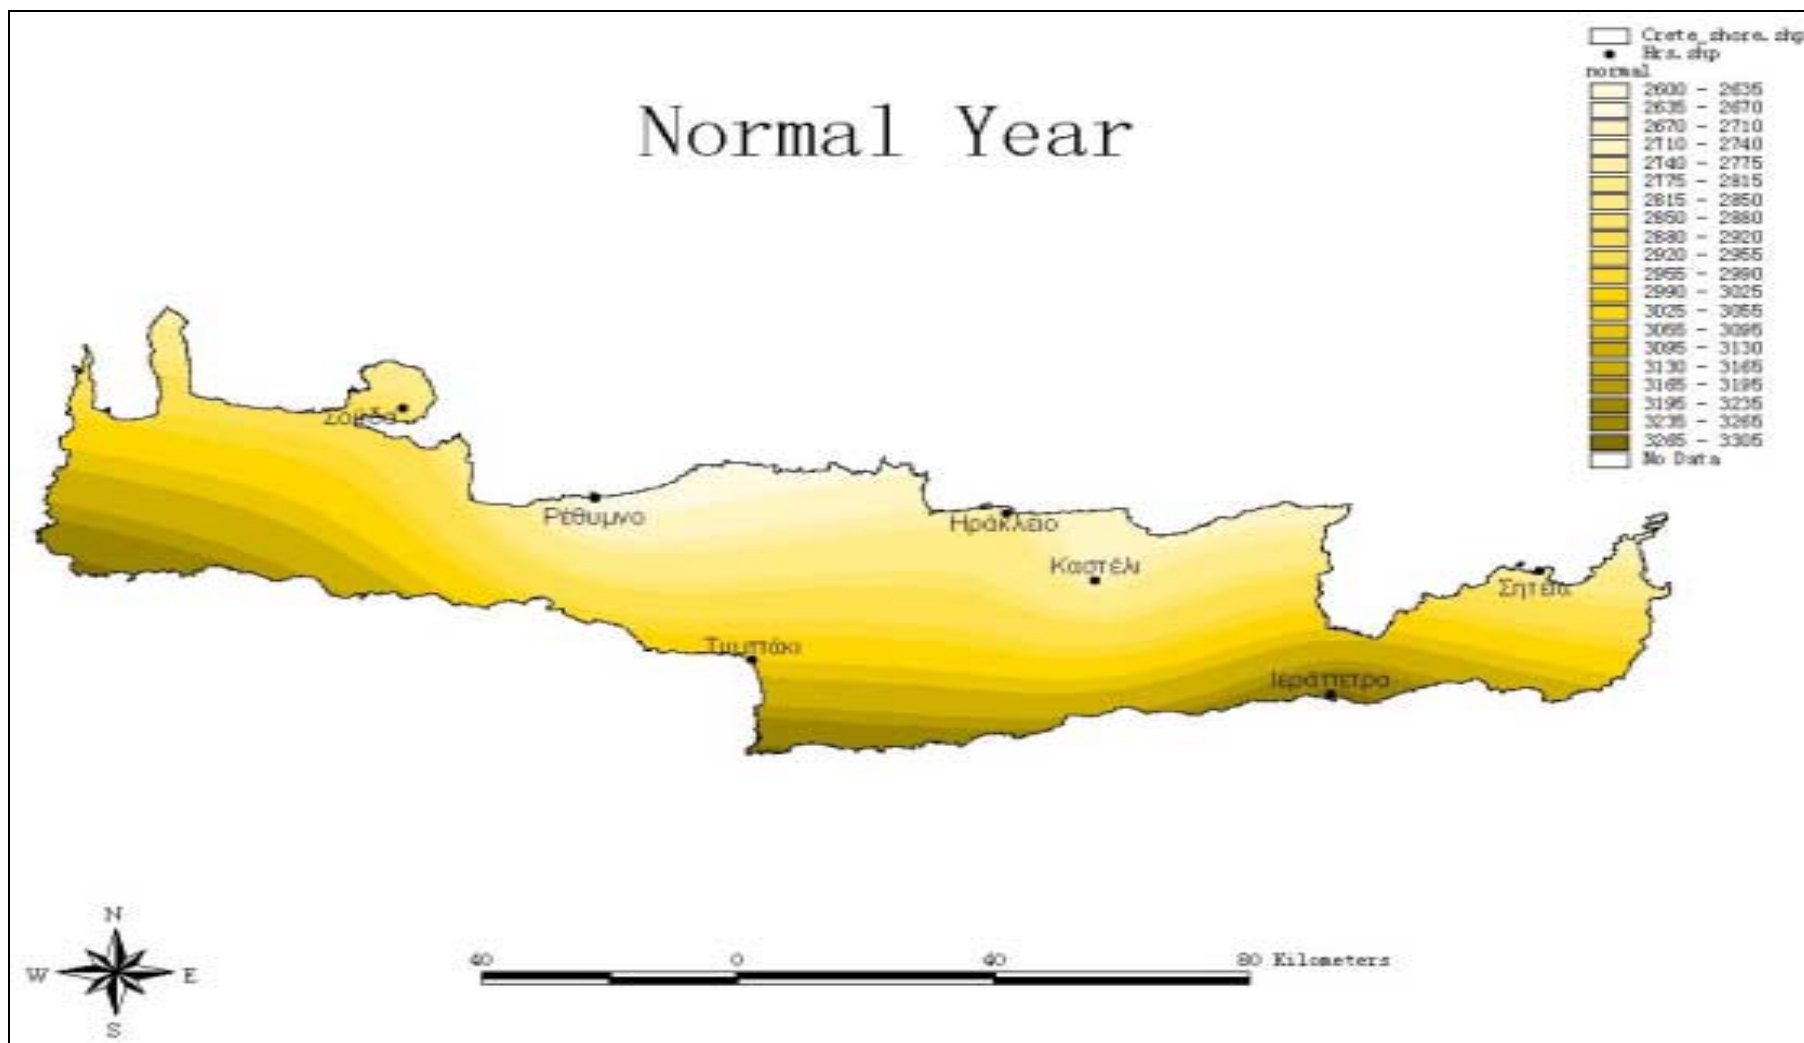 Crete_shore.shp
Hrs.shp
normal
2600 - 2635
2635 - 2670
2670 - 2710
2710 - 2740
2740 - 2775
2775 - 2815
2815 - 2850
2850 - 2880
2880 - 2920
2920 - 2955
2955 - 2990
2990 - 3025
3025 - 3055
3055 - 3095
3095 - 3130
3130 - 3165
3165 - 3195
3195 - 3235
3235 - 3265
3265 - 3305
No Data
Normal Year
Σούδα
Ρέθυμνο
Ηράκλειο
Καστέλι
Σητεία
Τυμπάκι
Ιεράπετρα
N
W E
S
40 0 40 80 Kilometers